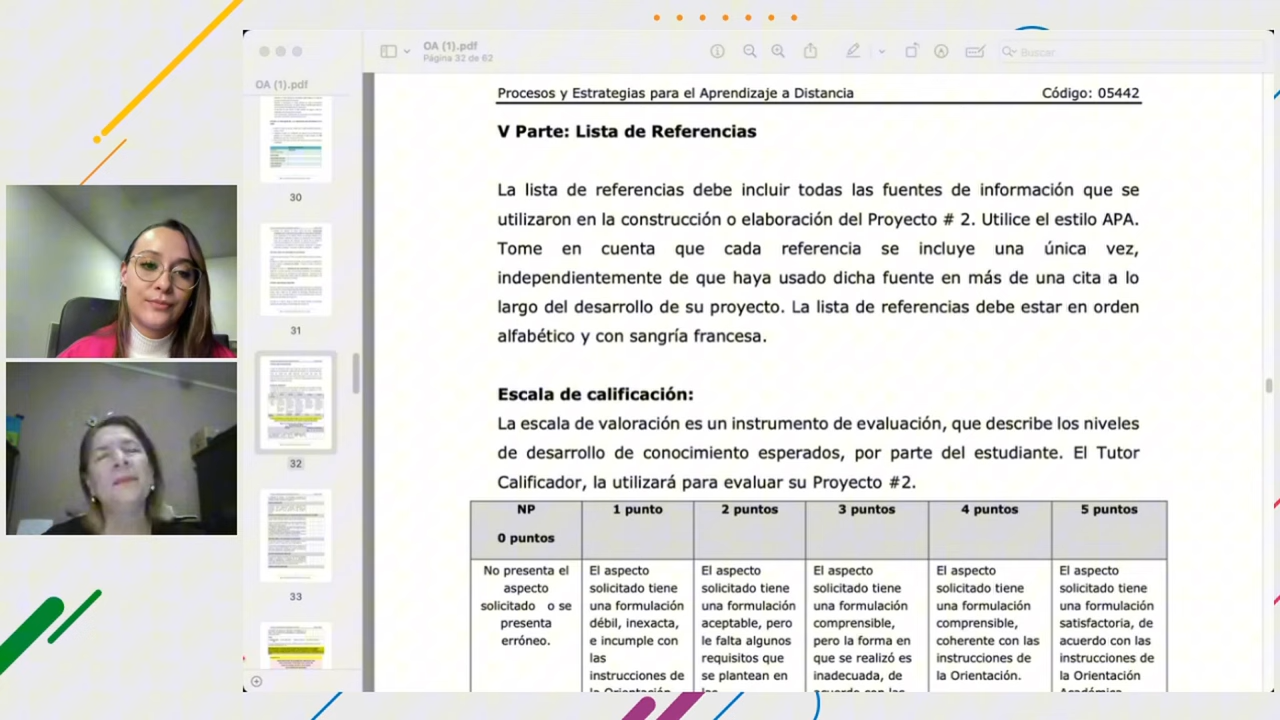 OA (1).pdf
Página 32 de 62
Buscar
OA (1).pdf
30
31
32
33
Procesos y Estrategias para el Aprendizaje a Distancia Código: 05442
V Parte: Lista de Referencias
La lista de referencias debe incluir todas las fuentes de información que se
utilizaron en la construcción o elaboración del Proyecto # 2. Utilice el estilo APA.
Tome en cuenta que una referencia se incluye una única vez,
independientemente de que haya usado dicha fuente en más de una cita a lo
largo del desarrollo de su proyecto. La lista de referencias debe estar en orden
alfabético y con sangría francesa.
Escala de calificación:
La escala de valoración es un instrumento de evaluación, que describe los niveles
de desarrollo de conocimiento esperados, por parte del estudiante. El Tutor
Calificador, la utilizará para evaluar su Proyecto #2.
NP
0 puntos
1 punto
2 puntos
3 puntos
4 puntos
5 puntos
No presenta el
aspecto
solicitado o se
presenta
errónea
El aspecto
solicitado tiene
una formulación
débil, inexacta,
e incumple con
las
instrucciones de
la Orientación
El aspecto
solicitado tiene
una formulación
aceptable, pero
le faltan algunos
requisitos que
se plantean en
las
El aspecto
solicitado tiene
una formulación
comprensible,
pero la forma en
que se realizó es
inadecuada, de
acuerdo con las
El aspecto
solicitado tiene
una formulación
comprensible,
coherente con las
instrucciones de
la Orientación.
El aspecto
solicitado tiene
una formulación
satisfactoria, de
acuerdo con las
instrucciones de
la Orientación
Académica